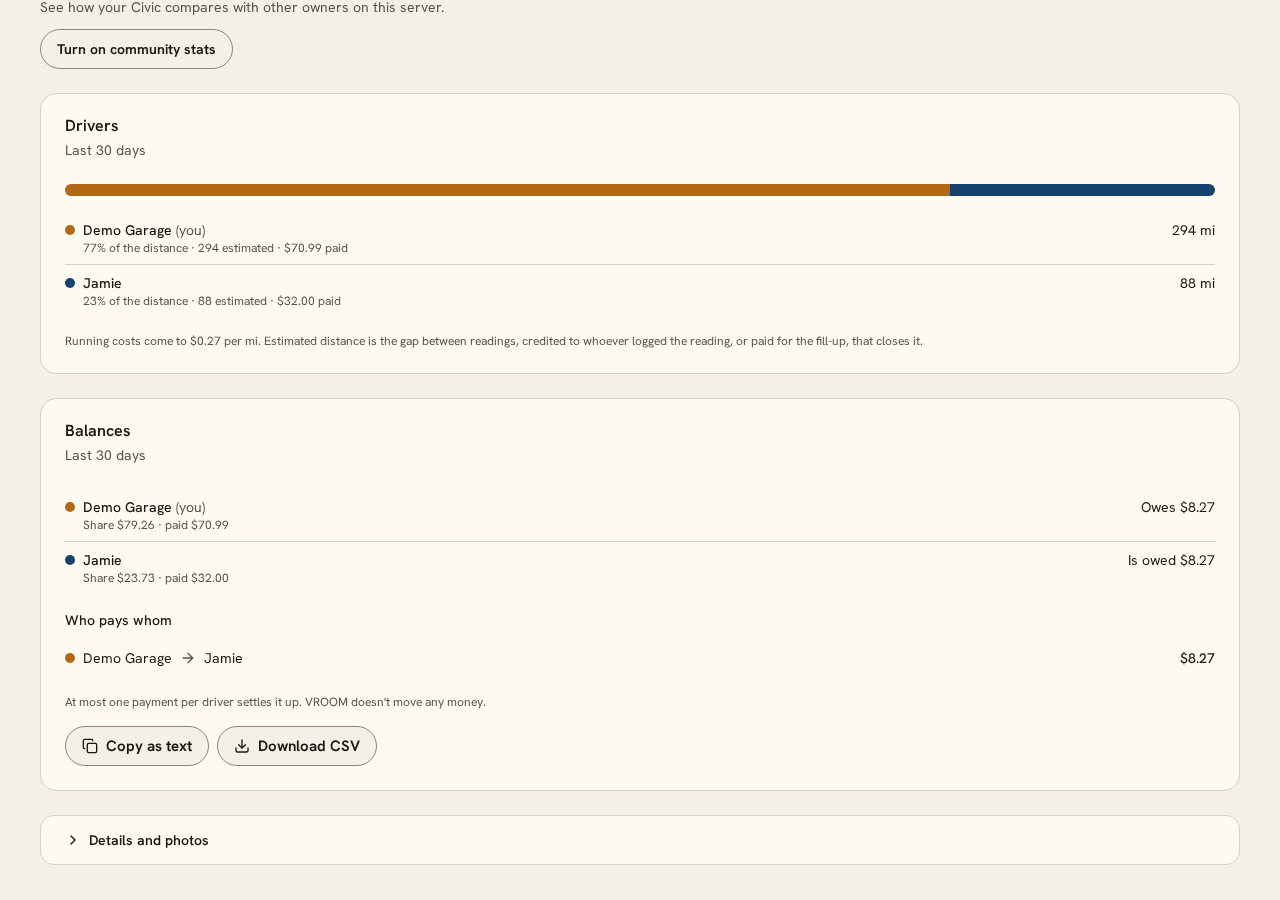 See how your Civic compares with other owners on this server.
Turn on community stats
Drivers
Last 30 days
Demo Garage (you)
294 mi
77% of the distance · 294 estimated · $70.99 paid
Jamie
88 mi
23% of the distance · 88 estimated · $32.00 paid
Running costs come to $0.27 per mi. Estimated distance is the gap between readings, credited to whoever logged the reading, or paid for the fill-up, that closes it.
Balances
Last 30 days
Demo Garage (you)
Owes $8.27
Share $79.26 · paid $70.99
Jamie
Is owed $8.27
Share $23.73 · paid $32.00
Who pays whom
Demo Garage → Jamie
$8.27
At most one payment per driver settles it up. VROOM doesn't move any money.
Copy as text
Download CSV
Details and photos